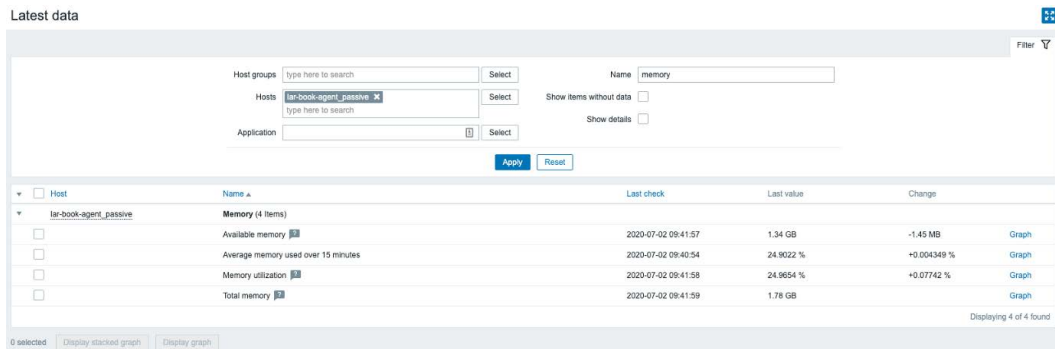 Latest data
Filter
Host groups type here to search Select Name memory
Hosts lar-book-agent_passive Select Show items without data
type here to search
Show details
Application Select
Apply Reset
Host Name Last check Last value Change
lar-book-agent_passive Memory (4 Items)
Available memory ? 2020-07-02 09:41:57 1.34 GB -1.45 MB Graph
Average memory used over 15 minutes 2020-07-02 09:40:54 24.9022 % +0.004349 % Graph
Memory utilization ? 2020-07-02 09:41:58 24.9654 % +0.07742 % Graph
Total memory ? 2020-07-02 09:41:59 1.78 GB Graph
Displaying 4 of 4 found
0 selected Display stacked graph Display graph